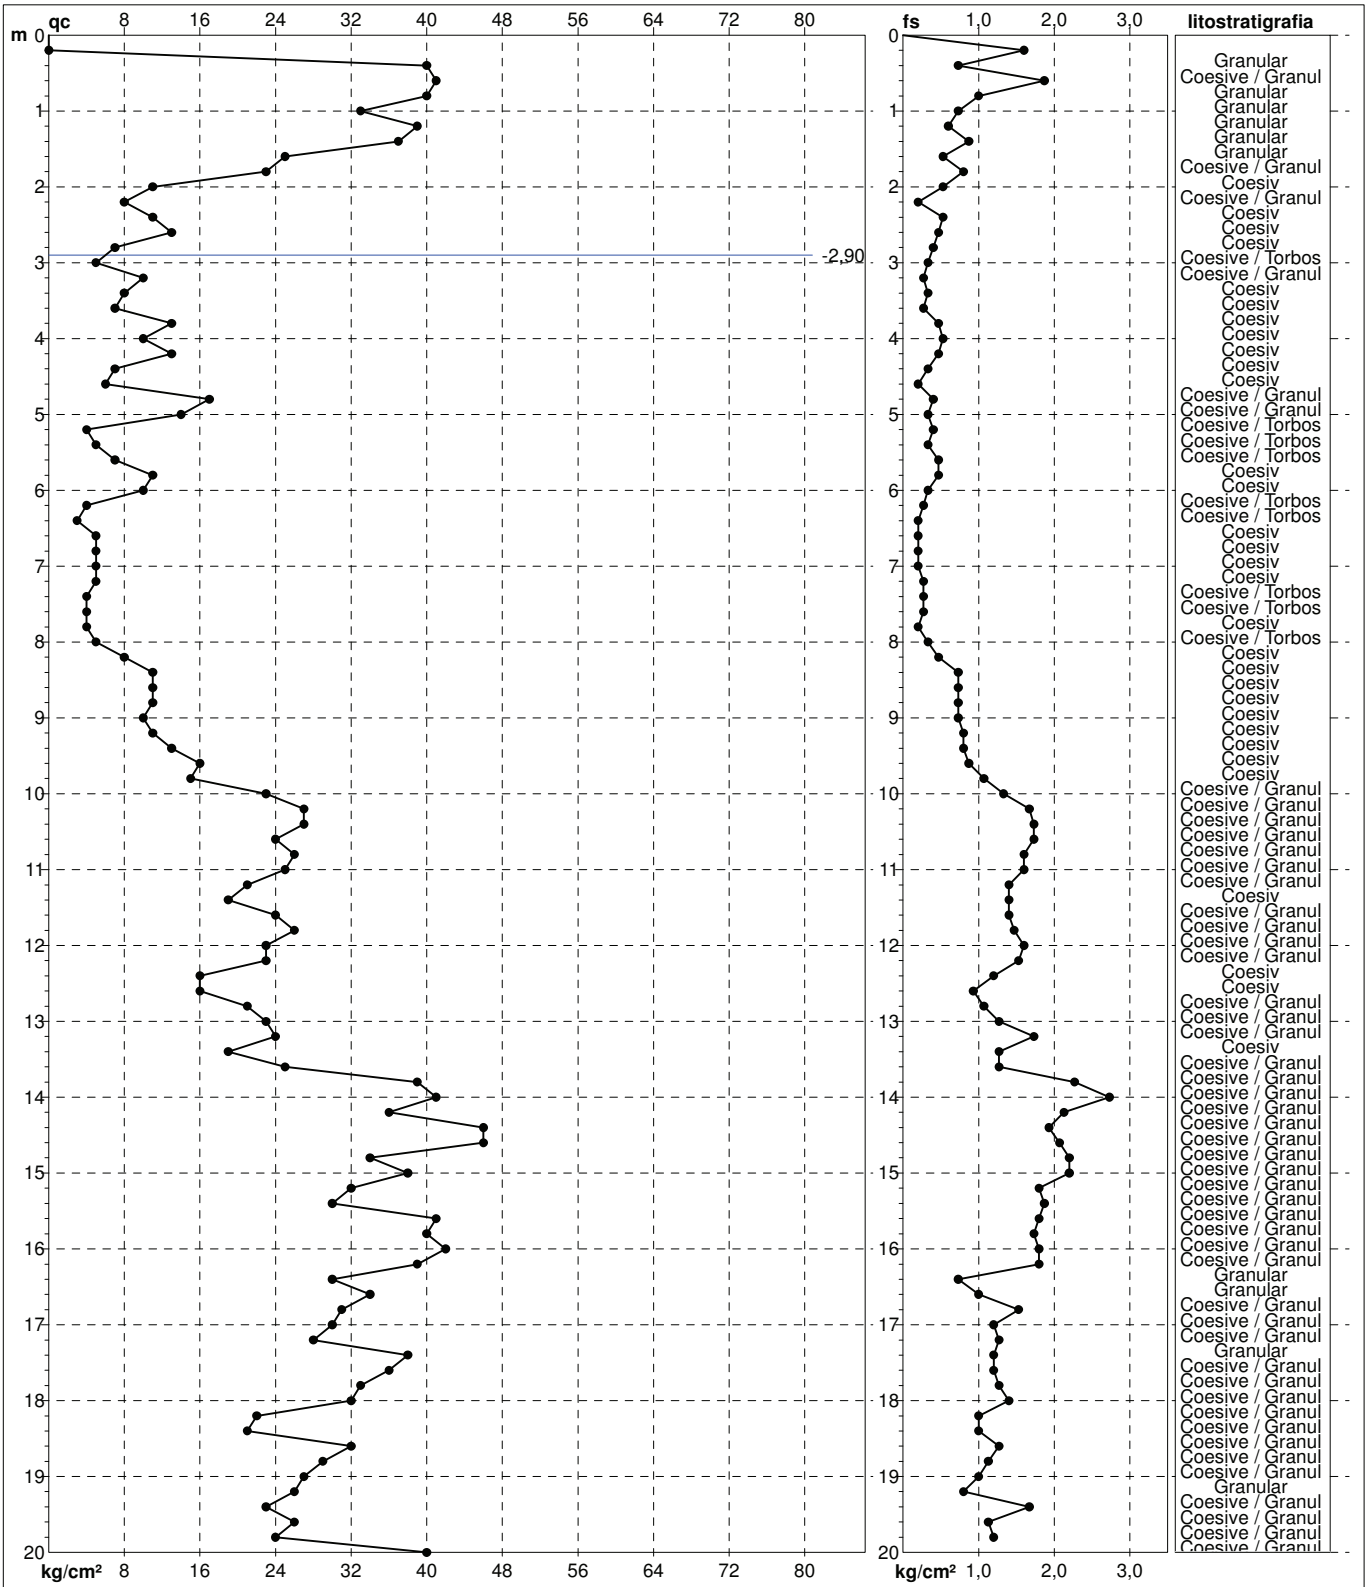 m qc 8 16 24 32 40 48 56 64 72 80 fs 1,0 2,0 3,0 litostratigrafia
0 0
Granular
Coesive / Granul
Granular
1 1 Granular
Granular
Granular
Granular
Coesive / Granul
2 2 Coesiv
Coesive / Granul
Coesiv
Coesiv
Coesiv
-2,90
3 3 Coesive / Torbos
Coesive / Granul
Coesiv
Coesiv
Coesiv
4 4 Coesiv
Coesiv
Coesiv
Coesiv
Coesive / Granul
5 5 Coesive / Granul
Coesive / Torbos
Coesive / Torbos
Coesive / Torbos
Coesiv
6 6 Coesiv
Coesive / Torbos
Coesive / Torbos
Coesiv
Coesiv
7 7 Coesiv
Coesiv
Coesive / Torbos
Coesive / Torbos
Coesiv
8 8 Coesive / Torbos
Coesiv
Coesiv
Coesiv
Coesiv
9 9 Coesiv
Coesiv
Coesiv
Coesiv
Coesiv
10 10 Coesive / Granul
Coesive / Granul
Coesive / Granul
Coesive / Granul
Coesive / Granul
11 11 Coesive / Granul
Coesive / Granul
Coesiv
Coesive / Granul
Coesive / Granul
12 12 Coesive / Granul
Coesive / Granul
Coesiv
Coesiv
Coesive / Granul
13 13 Coesive / Granul
Coesive / Granul
Coesiv
Coesive / Granul
Coesive / Granul
14 14 Coesive / Granul
Coesive / Granul
Coesive / Granul
Coesive / Granul
Coesive / Granul
15 15 Coesive / Granul
Coesive / Granul
Coesive / Granul
Coesive / Granul
Coesive / Granul
16 16 Coesive / Granul
Coesive / Granul
Granular
Granular
Coesive / Granul
17 17 Coesive / Granul
Coesive / Granul
Granular
Coesive / Granul
Coesive / Granul
18 18 Coesive / Granul
Coesive / Granul
Coesive / Granul
Coesive / Granul
Coesive / Granul
19 19 Coesive / Granul
Granular
Coesive / Granul
Coesive / Granul
Coesive / Granul
20 20 Coesive / Granul
kg/cm² 8 16 24 32 40 48 56 64 72 80 kg/cm² 1,0 2,0 3,0